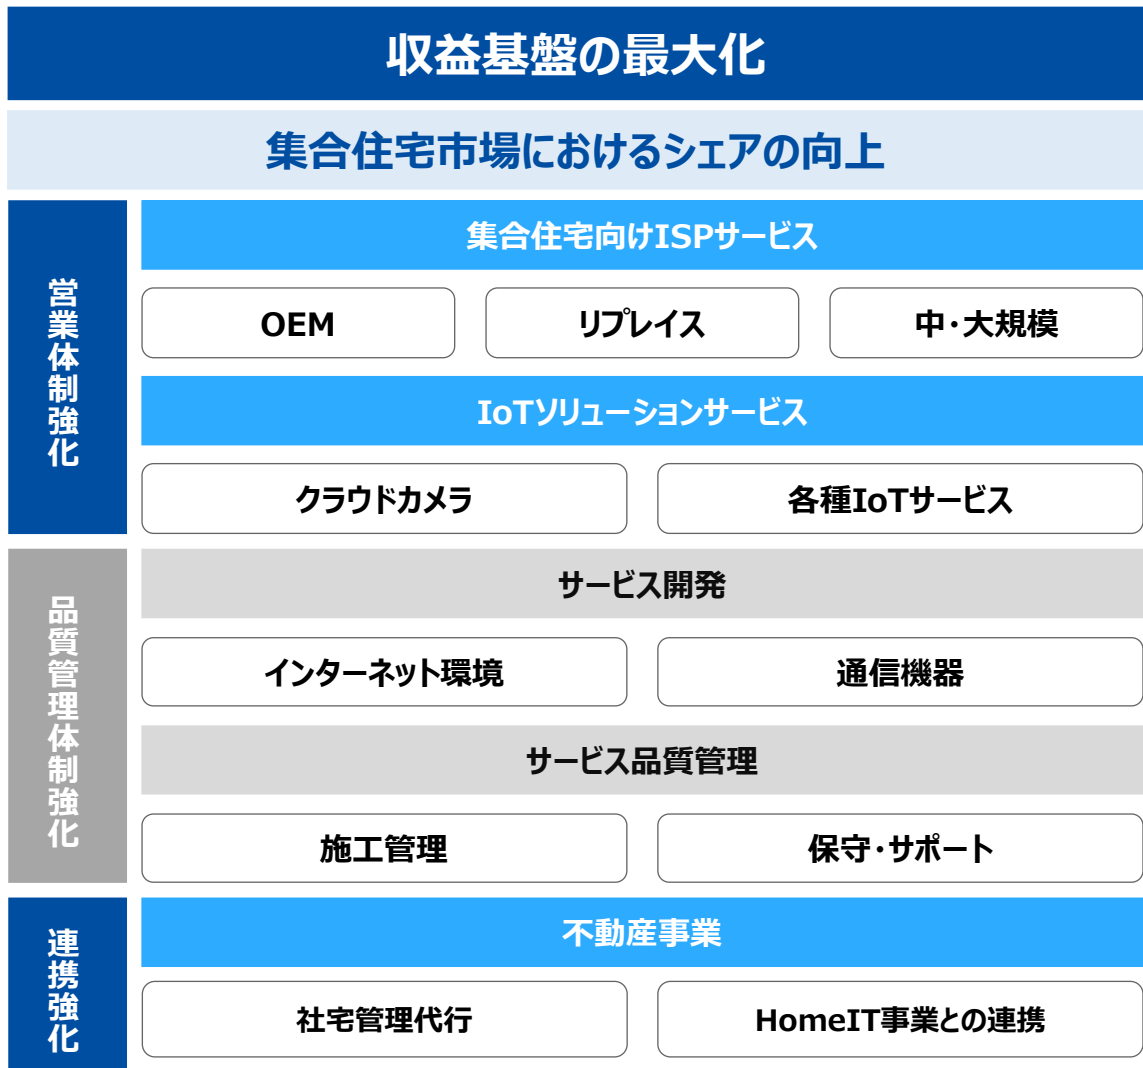 収益基盤の最大化
集合住宅市場におけるシェアの向上
営業体制強化
集合住宅向けISPサービス
OEM
リプレイス
中・大規模
IoTソリューションサービス
クラウドカメラ
各種IoTサービス
品質管理体制強化
サービス開発
インターネット環境
通信機器
サービス品質管理
施工管理
保守・サポート
連携強化
不動産事業
社宅管理代行
HomeIT事業との連携